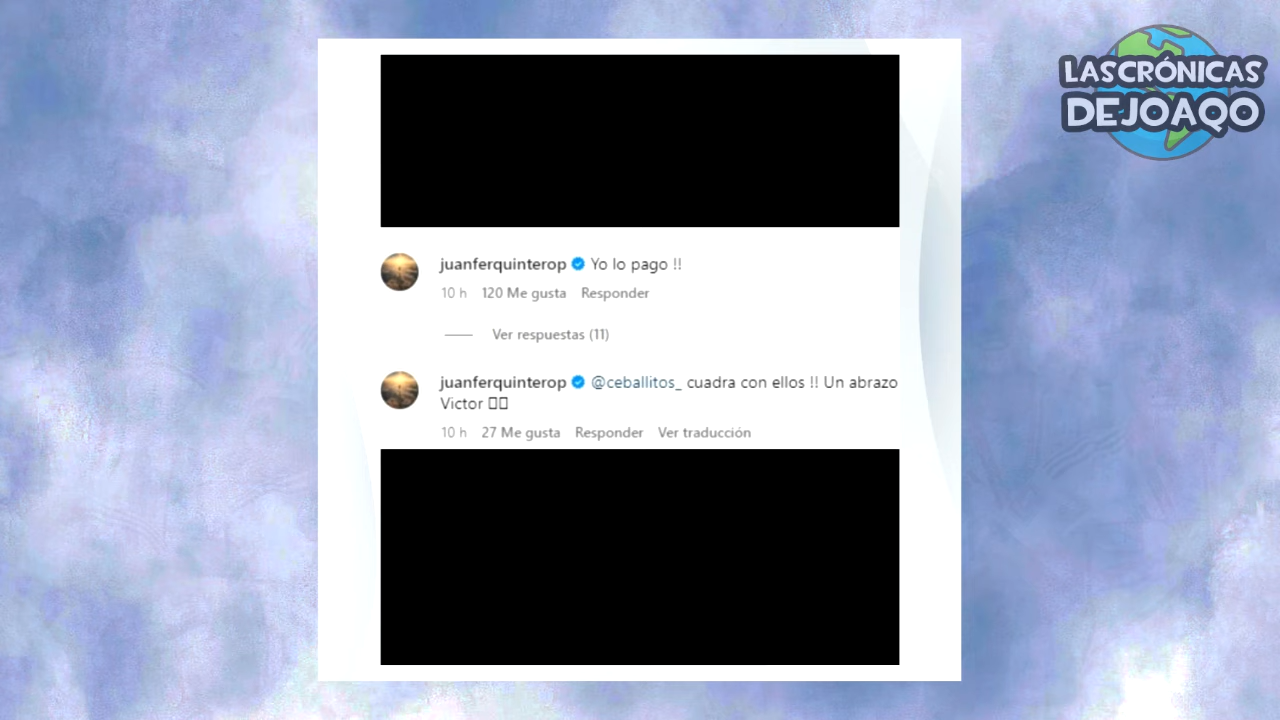 LASCRÓNICAS
DEJOAQO
juanferquinterop Yo lo pago !!
10 h 120 Me gusta Responder
Ver respuestas (11)
juanferquinterop @ceballitos_ cuadra con ellos !! Un abrazo
Victor
10 h 27 Me gusta Responder Ver traducción